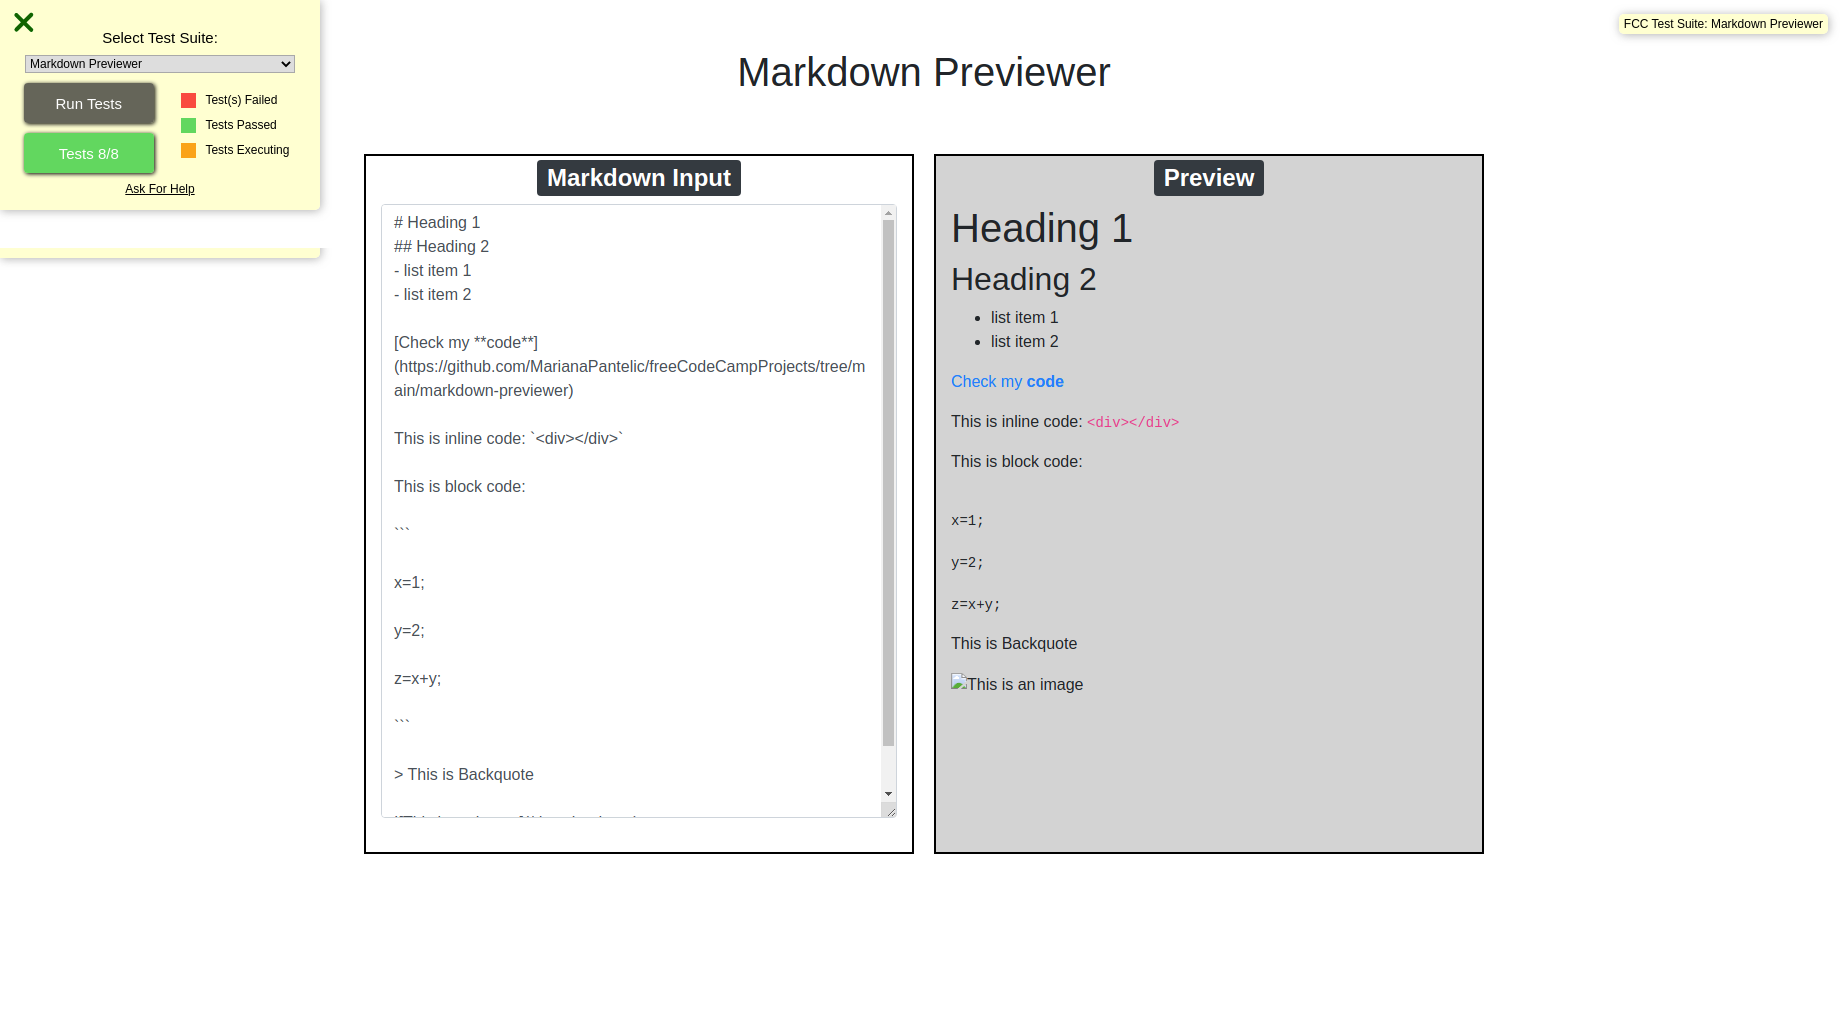 Select Test Suite:
Markdown Previewer
Run Tests
Test(s) Failed
Tests Passed
Tests 8/8
Tests Executing
Ask For Help
FCC Test Suite: Markdown Previewer
Markdown Previewer
Markdown Input
# Heading 1
## Heading 2
- list item 1
- list item 2
[Check my **code**]
(https://github.com/MarianaPantelic/freeCodeCampProjects/tree/m
ain/markdown-previewer)
This is inline code: `<div></div>`
This is block code:
```
x=1;
y=2;
z=x+y;
```
> This is Backquote
Preview
Heading 1
Heading 2
• list item 1
• list item 2
Check my code
This is inline code: <div></div>
This is block code:
x=1;
y=2;
z=x+y;
This is Backquote
This is an image